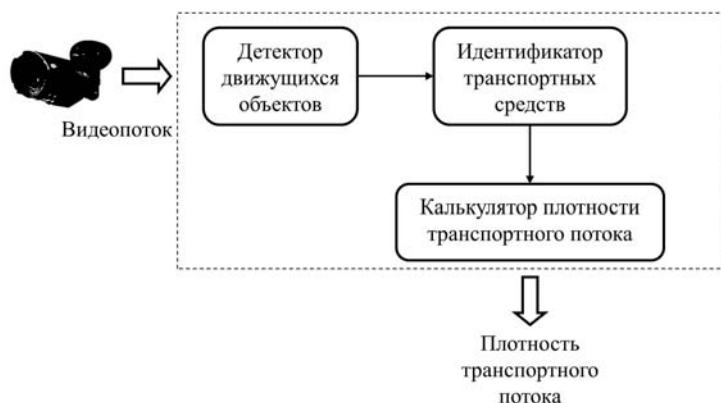 Видеопоток
Детектор
движущихся
объектов
Идентификатор
транспортных
средств
Калькулятор плотности
транспортного потока
Плотность
транспортного
потока